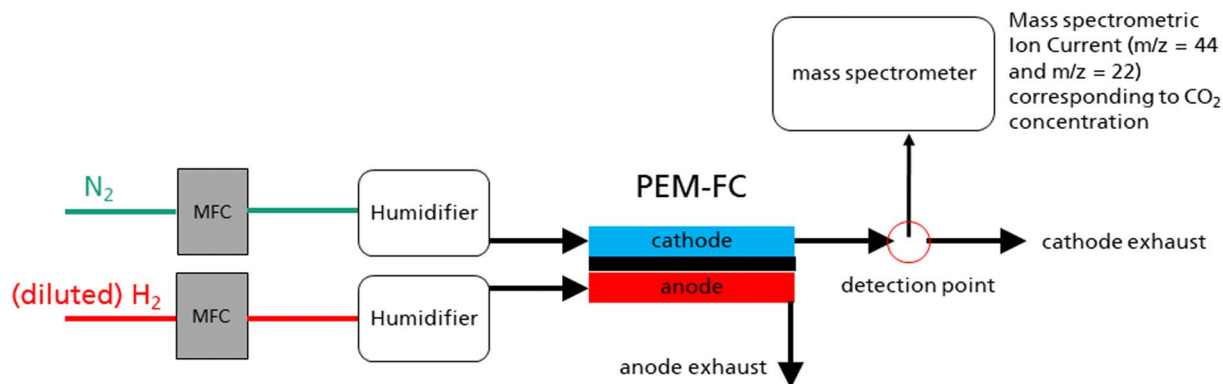 Mass spectrometric
Ion Current (m/z = 44
and m/z = 22)
corresponding to CO₂
concentration
mass spectrometer
N₂
MFC
Humidifier
PEM-FC
cathode
cathode exhaust
detection point
(diluted) H₂
MFC
Humidifier
anode
anode exhaust